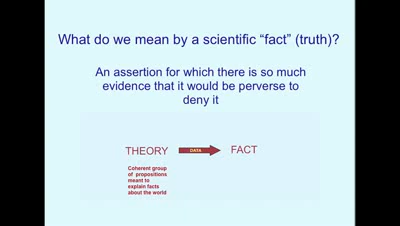 What do we mean by a scientific “fact” (truth)?
An assertion for which there is so much
evidence that it would be perverse to
deny it
THEORY DATA FACT
Coherent group
of propositions
meant to
explain facts
about the world